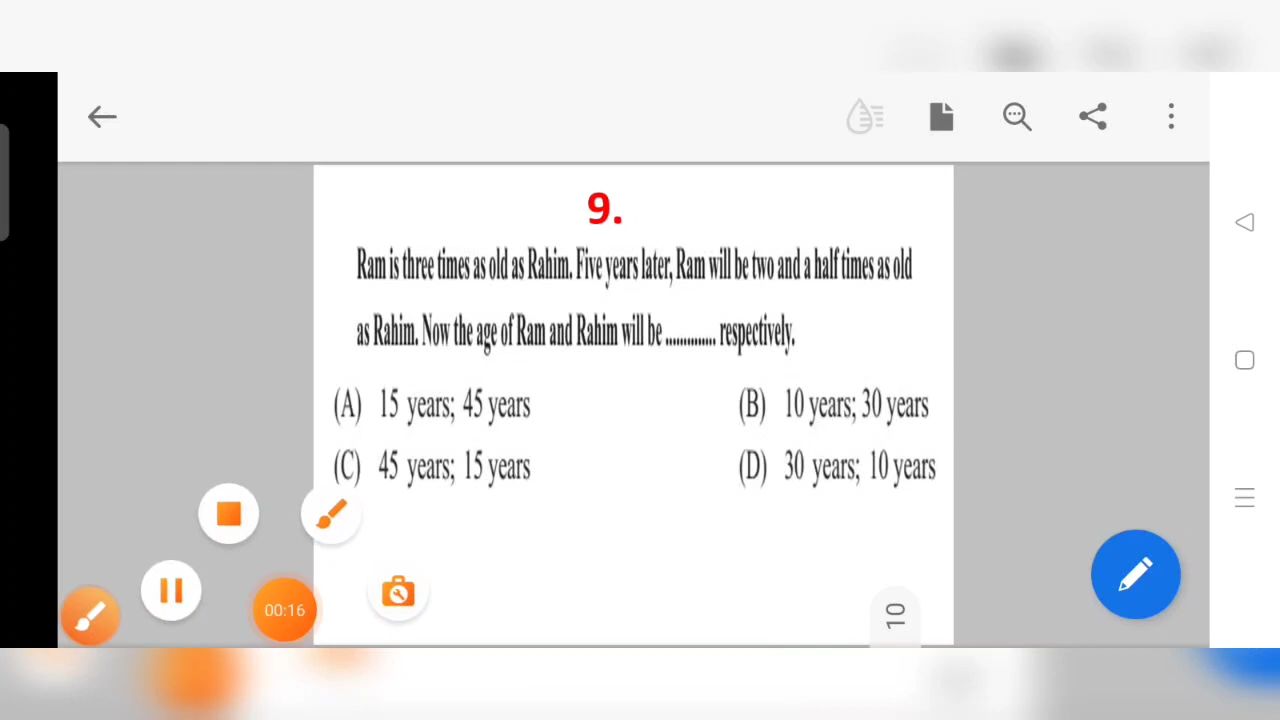 9.
Ram is three times as old as Rahim. Five years later, Ram will be two and a half times as old
as Rahim. Now the age of Ram and Rahim will be ............. respectively.
(A) 15 years; 45 years (B) 10 years; 30 years
(C) 45 years; 15 years (D) 30 years; 10 years
00:16
10